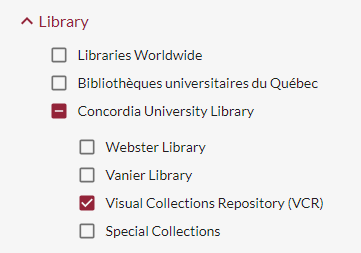 Library
Libraries Worldwide
Bibliothèques universitaires du Québec
Concordia University Library
Webster Library
Vanier Library
Visual Collections Repository (VCR)
Special Collections